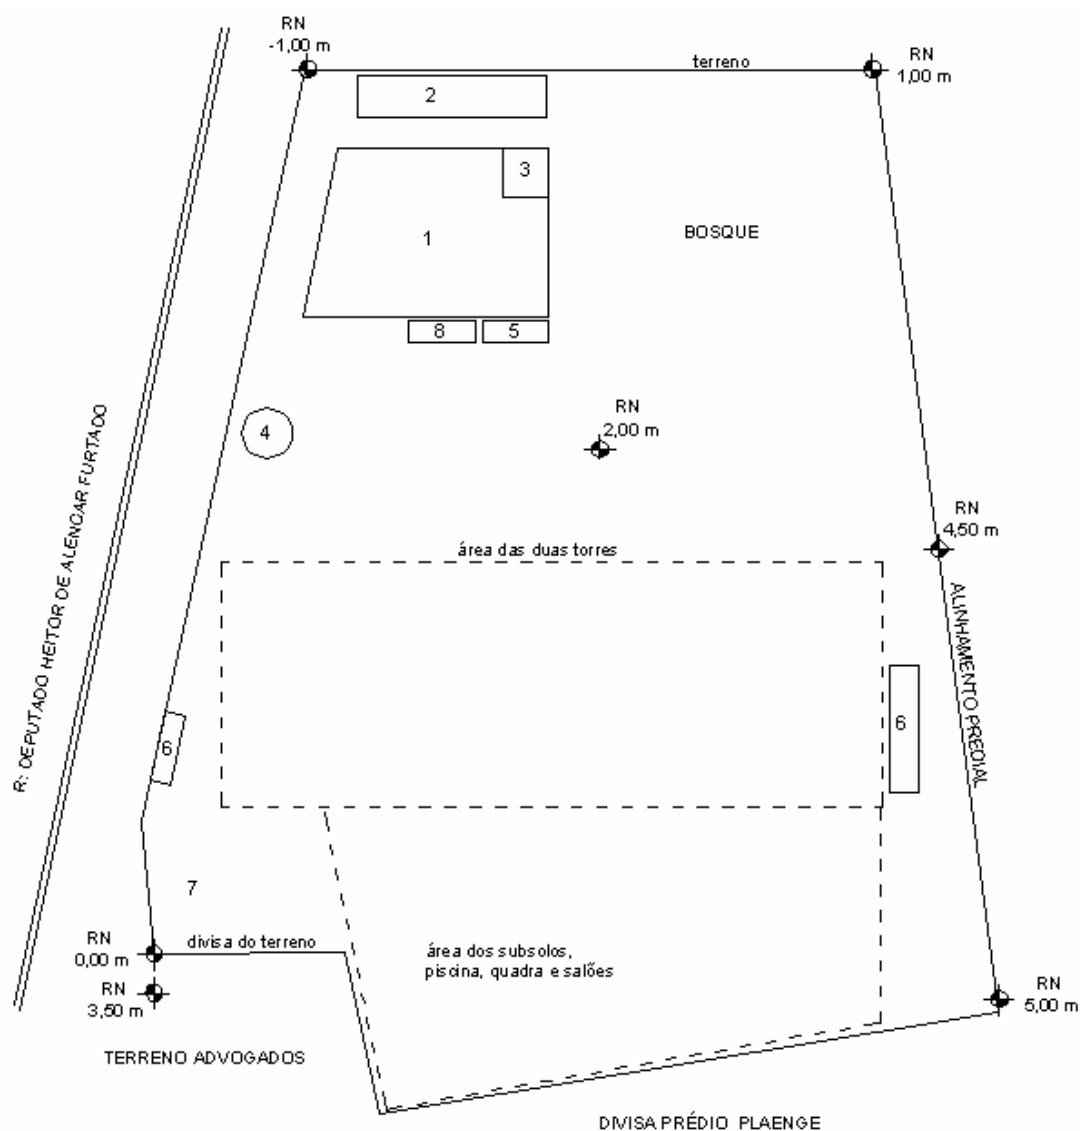 RN
-1,00 m
terreno
RN
1,00 m
2
3
1
BOSQUE
8
5
RN
2,00 m
4
R: DEPUTADO HEITOR DE ALENCAR FURTADO
RN
4,50 m
área das duas torres
ALINHAMENTO PREDIAL
6
6
7
RN
0,00 m
divisa do terreno
área dos subsolos,
piscina, quadra e salões
RN
3,50 m
RN
5,00 m
TERRENO ADVOGADOS
DIVISA PRÉDIO PLAENGE